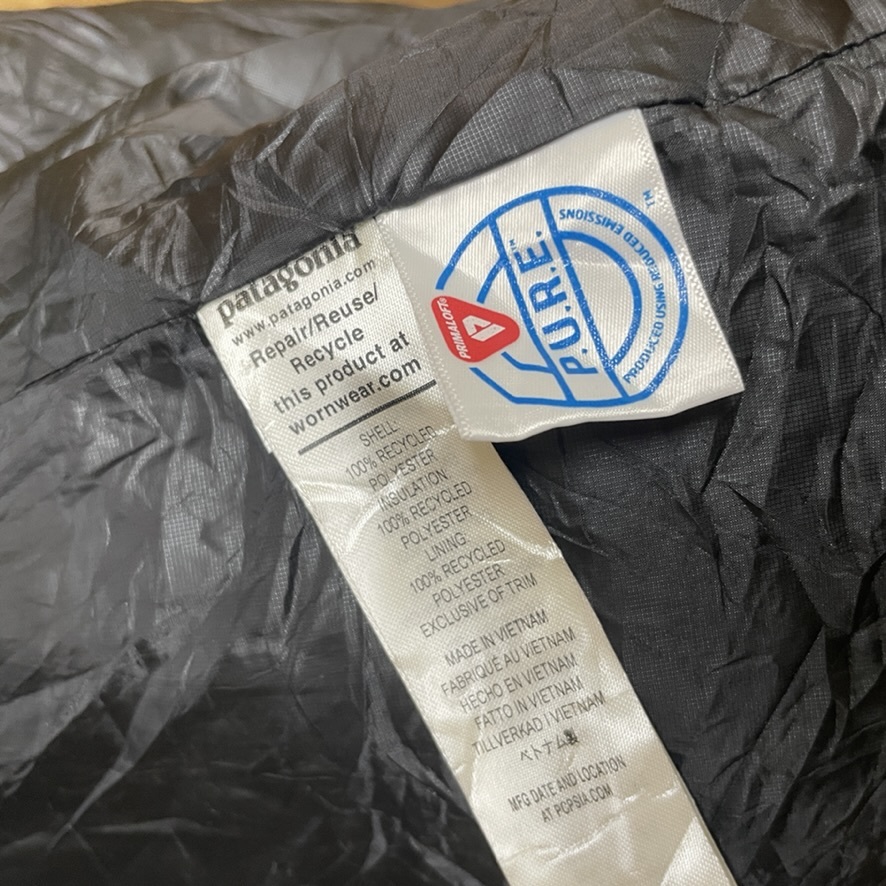 patagonia
www.patagonia.com
Repair/Reuse/
Recycle
this product at
wornwear.com
SHELL:
100% RECYCLED
POLYESTER
INSULATION
100% RECYCLED
POLYESTER
LINING
100% RECYCLED
POLYESTER
EXCLUSIVE OF TRIM
MADE IN VIETNAM
FABRIQUE AU VIETNAM
HECHO EN VIETNAM
FATTO IN VIETNAM
TILLVERKAD I VIETNAM
ベトナム製
MFG DATE AND LOCATION
AT PCPSIA.COM
PRIMALOFT®
P.U.R.E.™
PRODUCED USING REDUCED EMISSIONS
™